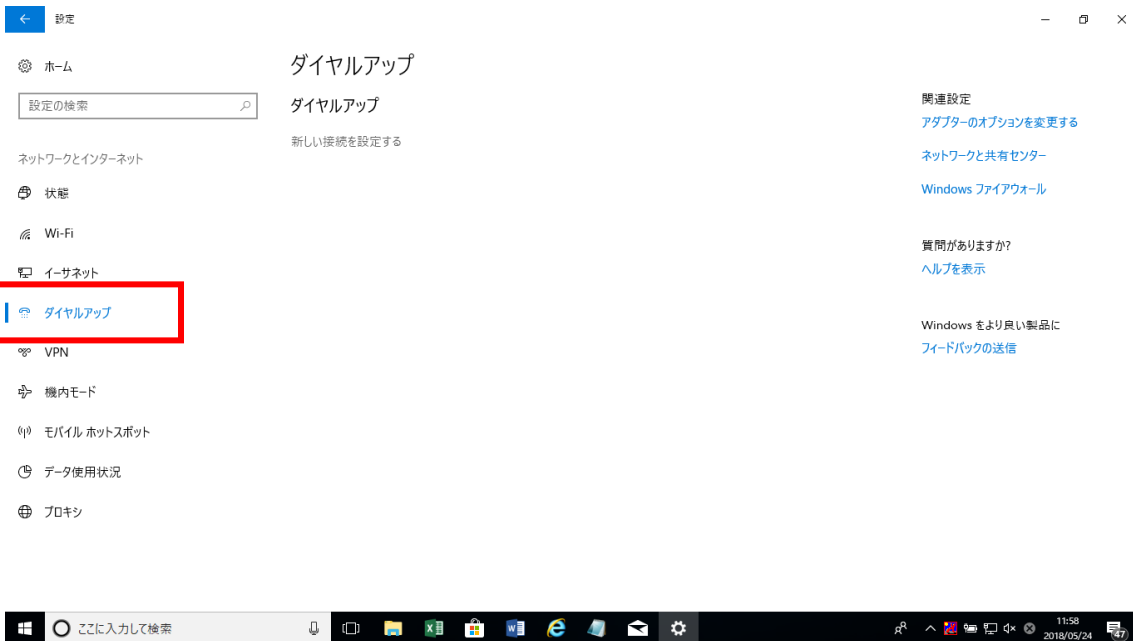 設定
ホーム
設定の検索
ネットワークとインターネット
状態
Wi-Fi
イーサネット
ダイヤルアップ
VPN
機内モード
モバイル ホットスポット
データ使用状況
プロキシ
ダイヤルアップ
ダイヤルアップ
新しい接続を設定する
関連設定
アダプターのオプションを変更する
ネットワークと共有センター
Windows ファイアウォール
質問がありますか?
ヘルプを表示
Windows をより良い製品に
フィードバックの送信
ここに入力して検索
11:58
2018/05/24
47